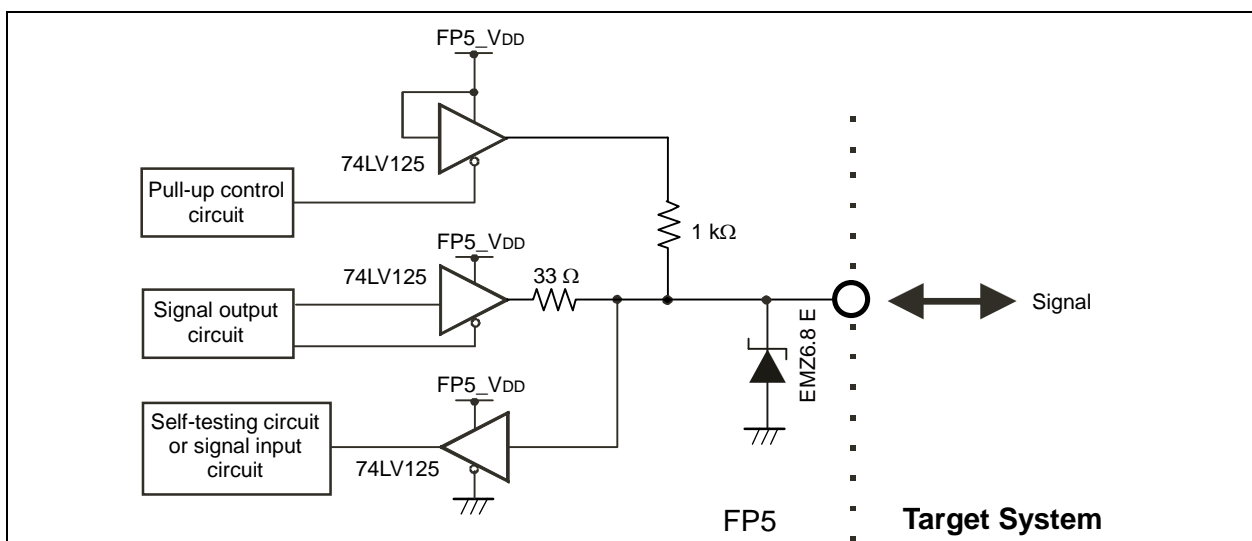 FP5_VDD
74LV125
Pull-up control
circuit
1 kΩ
FP5_VDD
74LV125
33 Ω
Signal output
circuit
Signal
EMZ6.8 E
FP5_VDD
Self-testing circuit
or signal input
circuit
74LV125
FP5
Target System